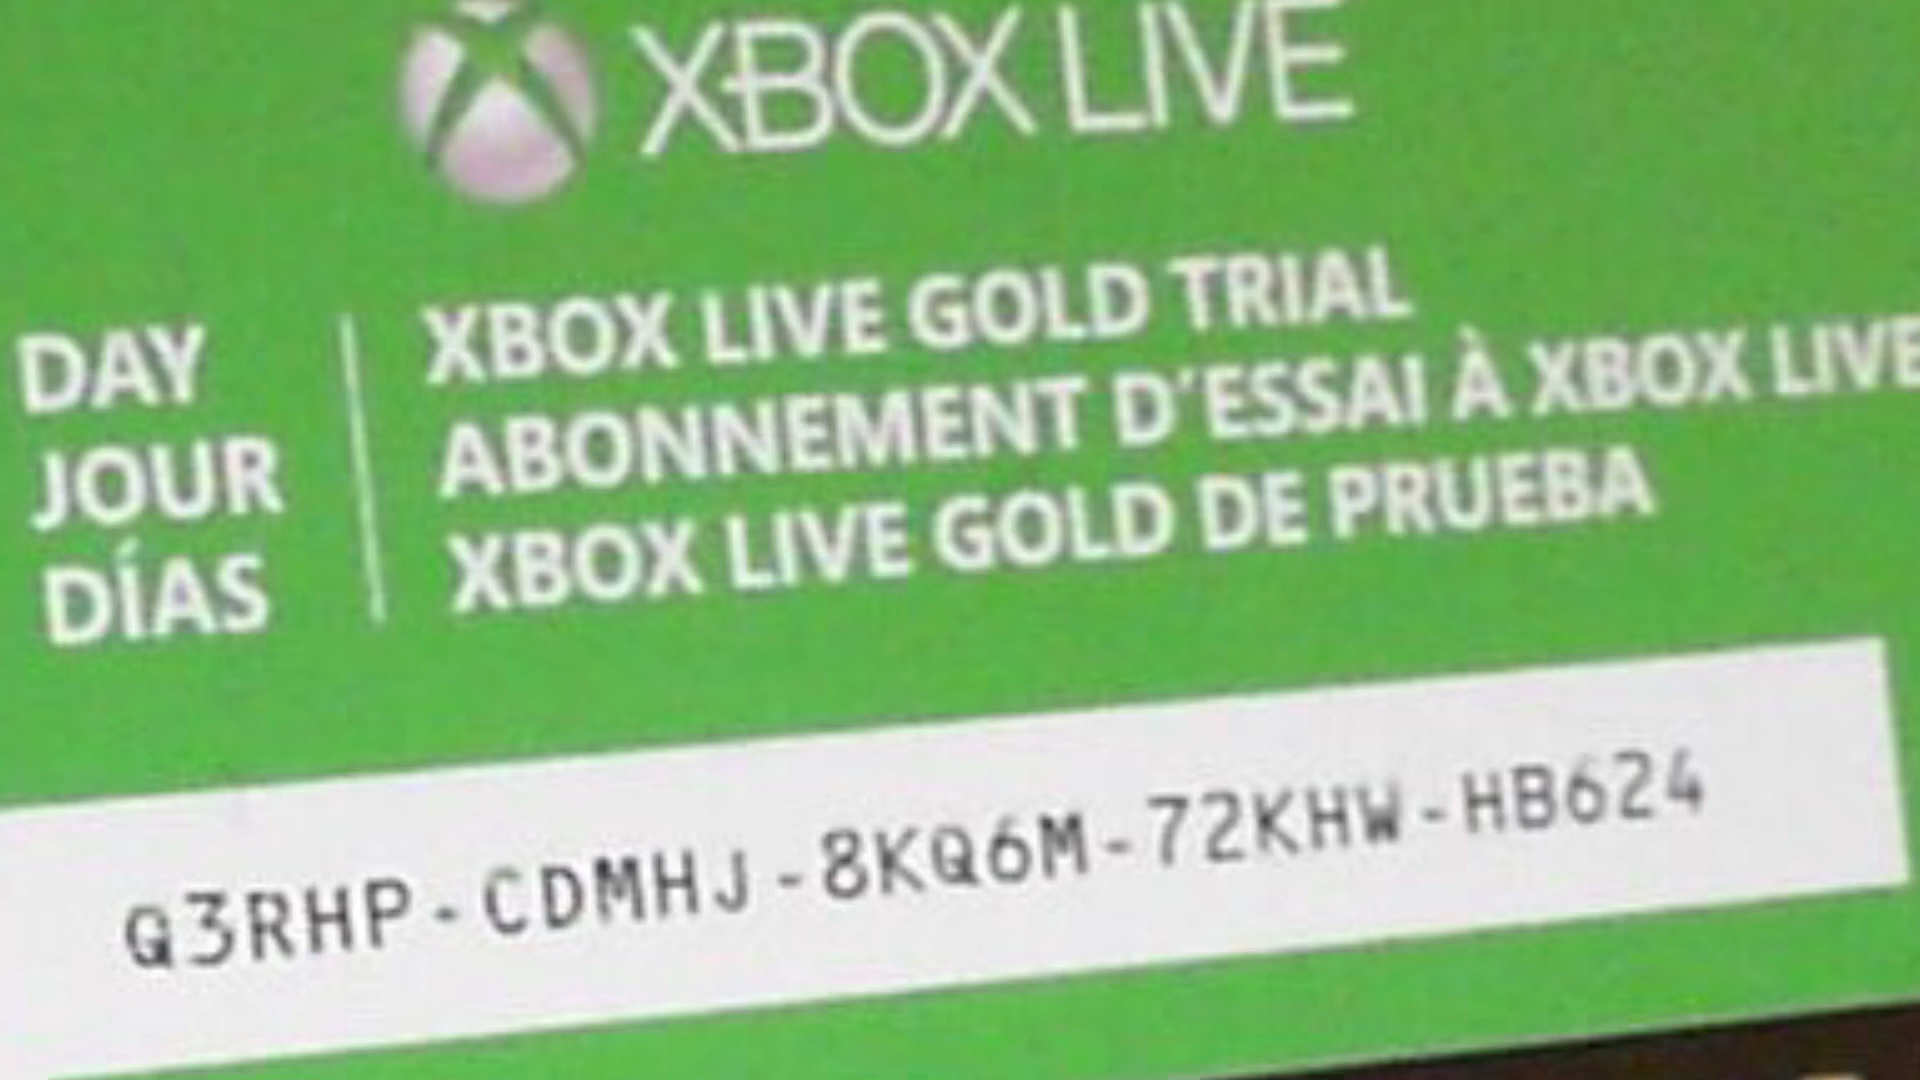 XBOX LIVE
DAY
JOUR
DÍAS
XBOX LIVE GOLD TRIAL
ABONNEMENT D'ESSAI À XBOX LIVE
XBOX LIVE GOLD DE PRUEBA
Q3RHP-CDMHJ-8KQ6M-72KHW-HB624